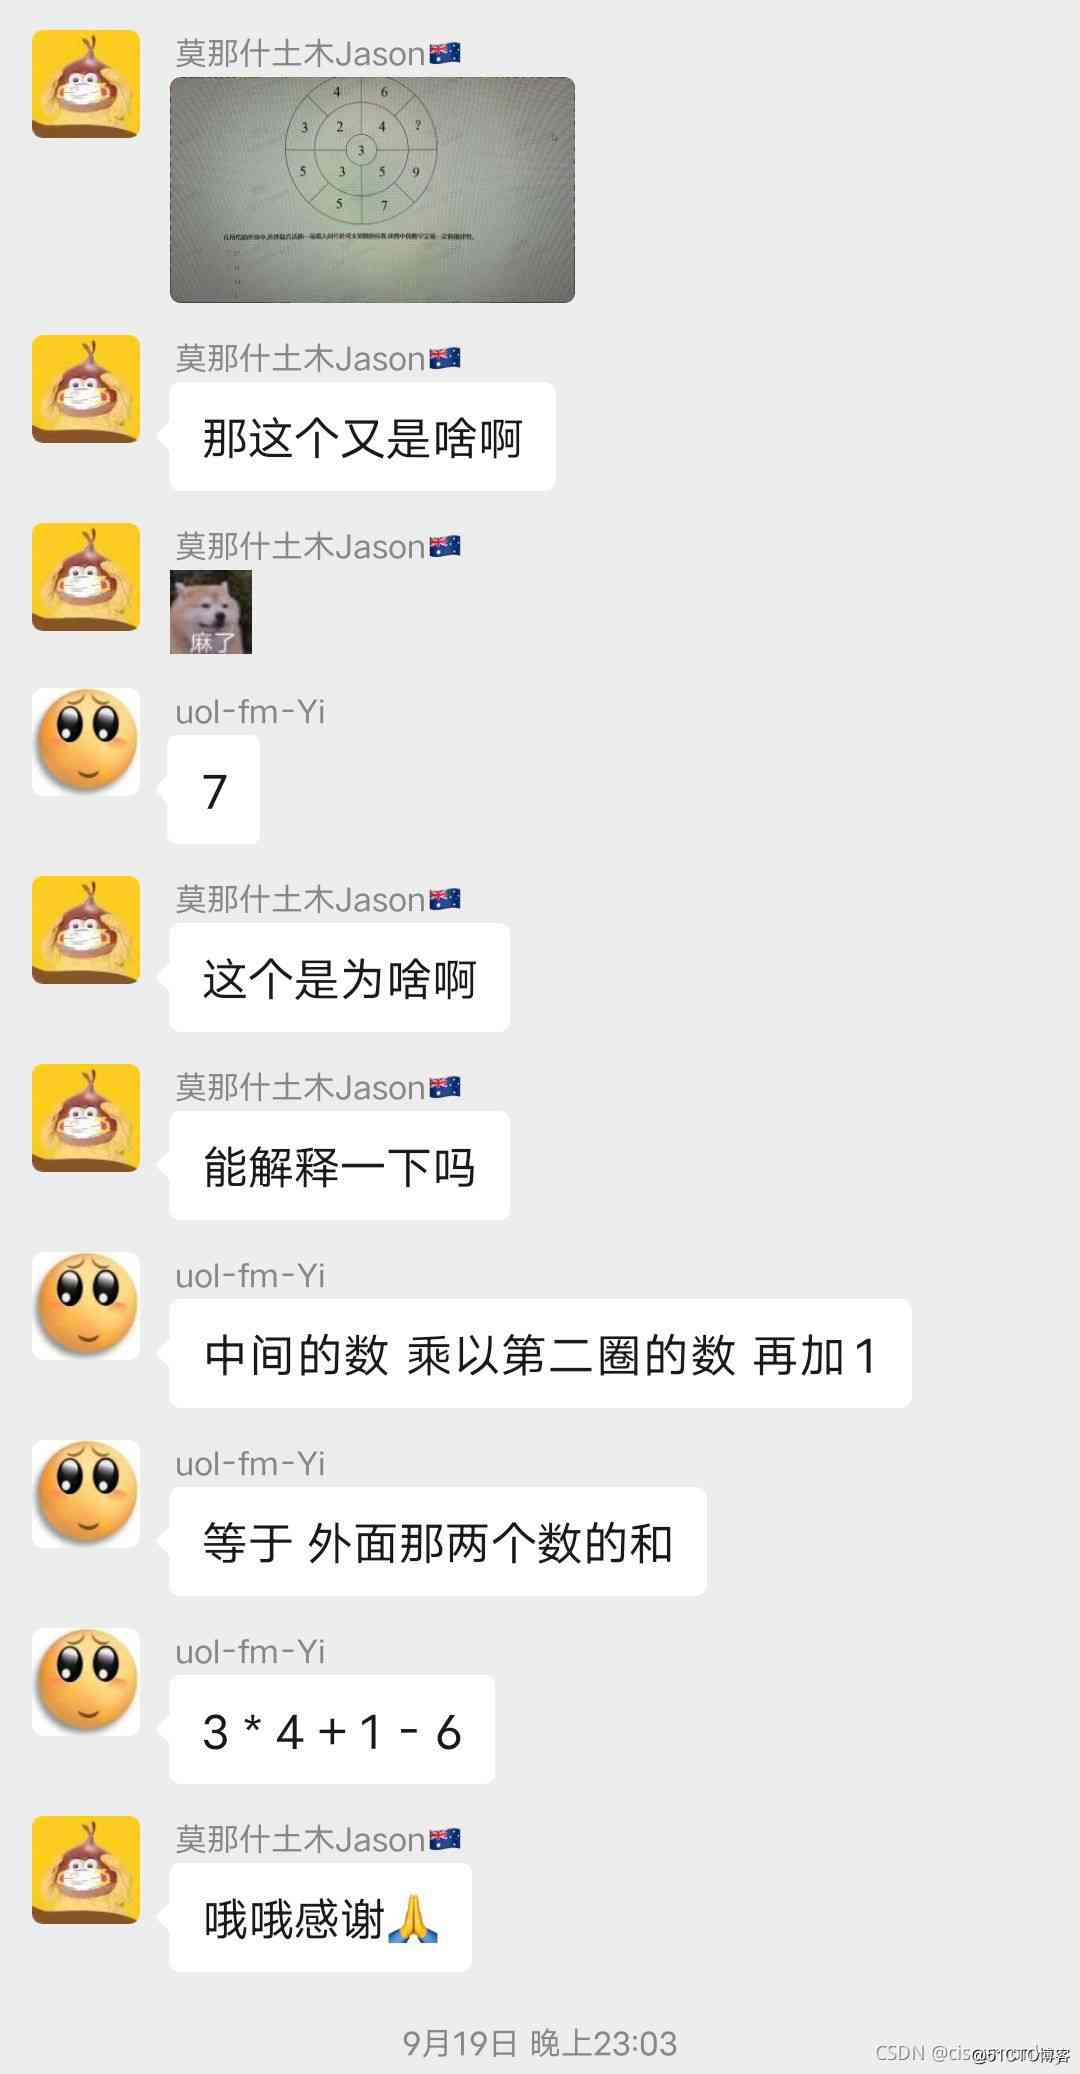 莫那什土木Jason🇦🇺
4 6
3 2 4 ?
3
5 3 5 9
5 7
莫那什土木Jason🇦🇺
那这个又是啥啊
莫那什土木Jason🇦🇺
麻了
uol-fm-Yi
7
莫那什土木Jason🇦🇺
这个是为啥啊
莫那什土木Jason🇦🇺
能解释一下吗
uol-fm-Yi
中间的数 乘以第二圈的数 再加1
uol-fm-Yi
等于 外面那两个数的和
uol-fm-Yi
3 * 4 + 1 - 6
莫那什土木Jason🇦🇺
哦哦感谢🙏
9月19日 晚上23:03
CSDN @cis
@51CTO博客